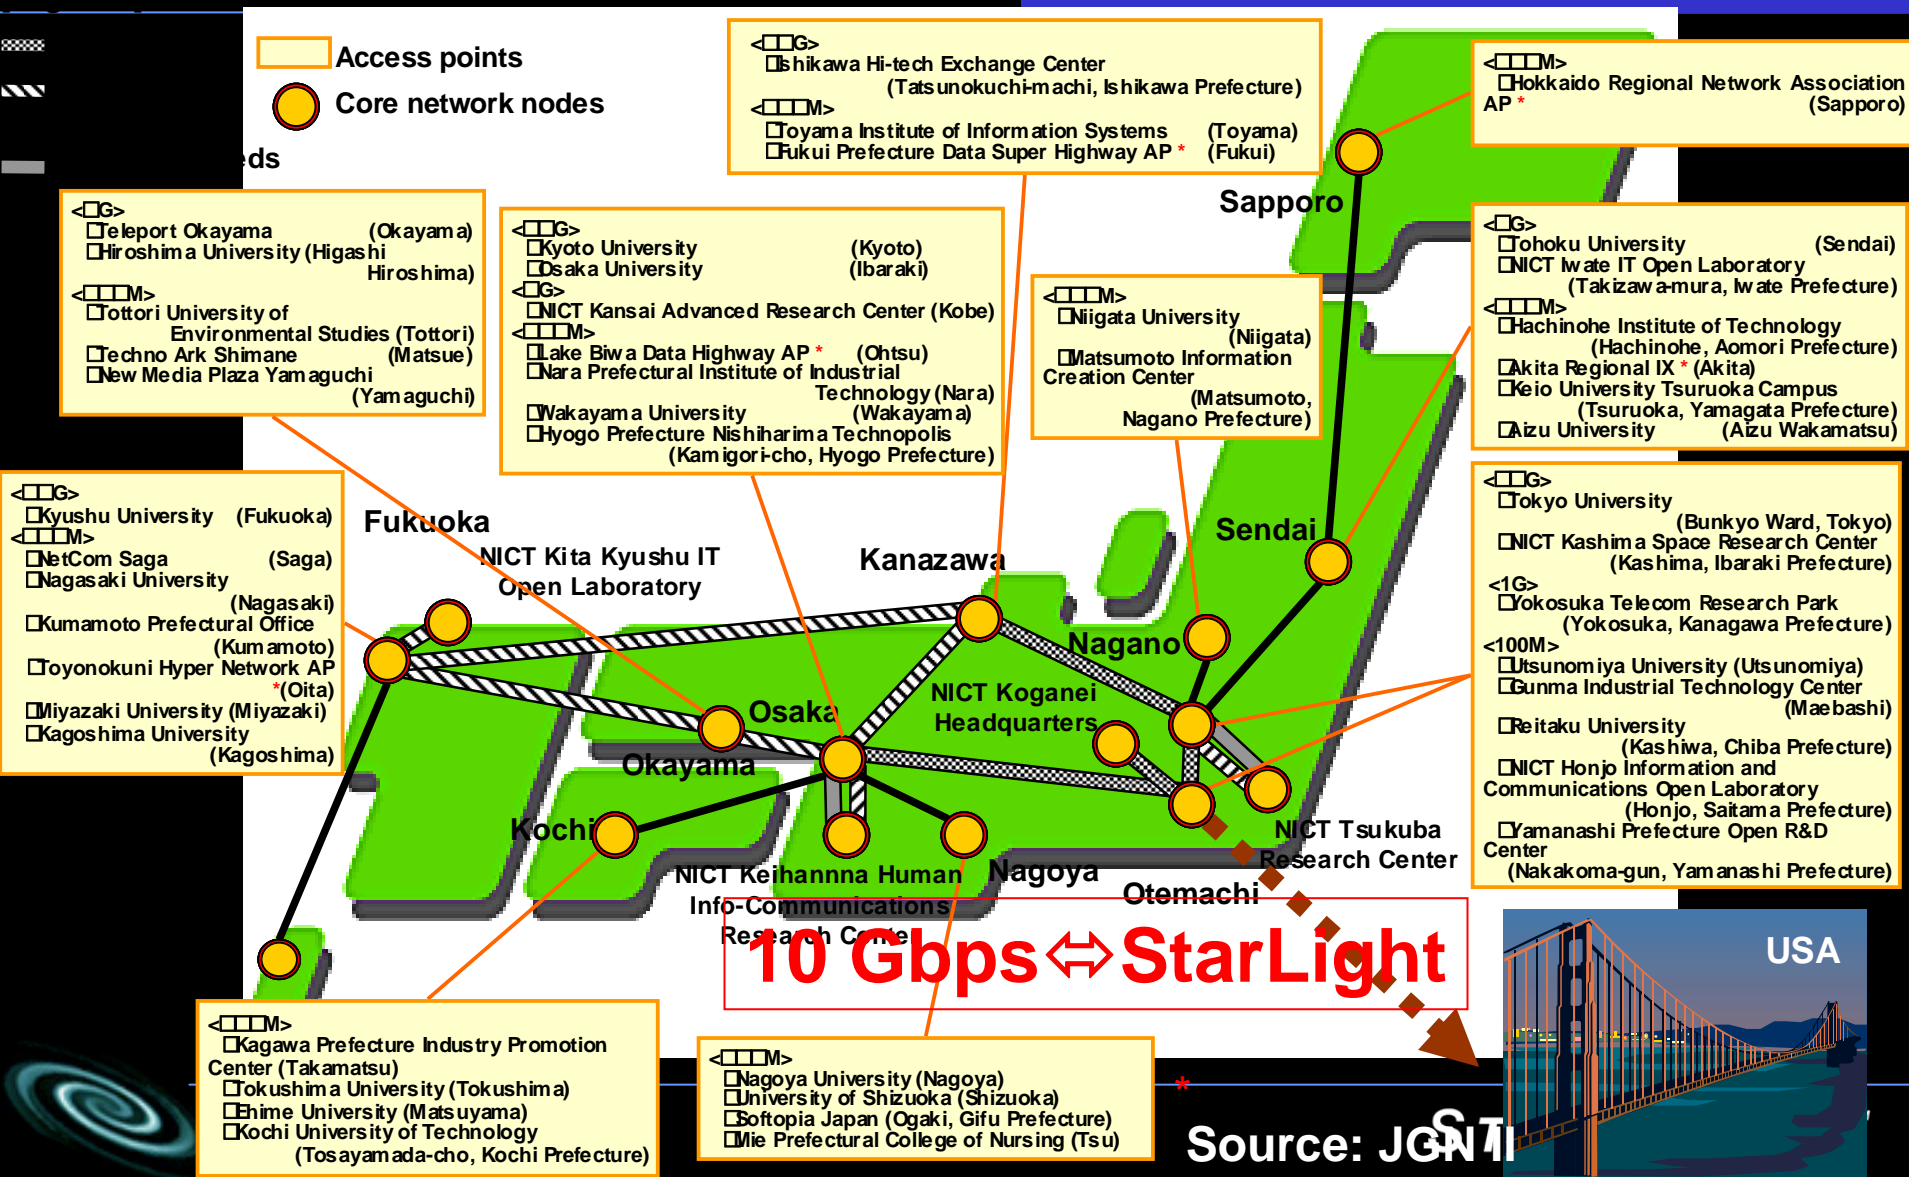 Access points
Core network nodes
eds
<□□G>
□Ishikawa Hi-tech Exchange Center
(Tatsunokuchi-machi, Ishikawa Prefecture)
<□□□M>
□Toyama Institute of Information Systems (Toyama)
□Fukui Prefecture Data Super Highway AP * (Fukui)
<□□□M>
□Hokkaido Regional Network Association
AP * (Sapporo)
<□G>
□Teleport Okayama (Okayama)
□Hiroshima University (Higashi
Hiroshima)
<□□□M>
□Tottori University of
Environmental Studies (Tottori)
□Techno Ark Shimane (Matsue)
□New Media Plaza Yamaguchi
(Yamaguchi)
<□□G>
□Kyoto University (Kyoto)
□Osaka University (Ibaraki)
<□G>
□NICT Kansai Advanced Research Center (Kobe)
<□□□M>
□Lake Biwa Data Highway AP * (Ohtsu)
□Nara Prefectural Institute of Industrial
Technology (Nara)
□Wakayama University (Wakayama)
□Hyogo Prefecture Nishiharima Technopolis
(Kamigori-cho, Hyogo Prefecture)
<□□□M>
□Niigata University
(Niigata)
□Matsumoto Information
Creation Center
(Matsumoto,
Nagano Prefecture)
<□G>
□Tohoku University (Sendai)
□NICT Iwate IT Open Laboratory
(Takizawa-mura, Iwate Prefecture)
<□□□M>
□Hachinohe Institute of Technology
(Hachinohe, Aomori Prefecture)
□Akita Regional IX * (Akita)
□Keio University Tsuruoka Campus
(Tsuruoka, Yamagata Prefecture)
□Aizu University (Aizu Wakamatsu)
<□□G>
□Tokyo University
(Bunkyo Ward, Tokyo)
□NICT Kashima Space Research Center
(Kashima, Ibaraki Prefecture)
<1G>
□Yokosuka Telecom Research Park
(Yokosuka, Kanagawa Prefecture)
<100M>
□Utsunomiya University (Utsunomiya)
□Gunma Industrial Technology Center
(Maebashi)
□Reitaku University
(Kashiwa, Chiba Prefecture)
□NICT Honjo Information and
Communications Open Laboratory
(Honjo, Saitama Prefecture)
□Yamanashi Prefecture Open R&D
Center
(Nakakoma-gun, Yamanashi Prefecture)
<□□G>
□Kyushu University (Fukuoka)
<□□□M>
□NetCom Saga (Saga)
□Nagasaki University
(Nagasaki)
□Kumamoto Prefectural Office
(Kumamoto)
□Toyonokuni Hyper Network AP
*(Oita)
□Miyazaki University (Miyazaki)
□Kagoshima University
(Kagoshima)
Sapporo
Sendai
Fukuoka
NICT Kita Kyushu IT
Open Laboratory
Kanazawa
Nagano
NICT Koganei
Headquarters
Osaka
Okayama
Kochi
NICT Keihannna Human
Info-Communications
Research Center
Nagoya
Otemachi
NICT Tsukuba
Research Center
10 Gbps⇔StarLight
USA
<□□□M>
□Kagawa Prefecture Industry Promotion
Center (Takamatsu)
□Tokushima University (Tokushima)
□Ehime University (Matsuyama)
□Kochi University of Technology
(Tosayamada-cho, Kochi Prefecture)
<□□□M>
□Nagoya University (Nagoya)
□University of Shizuoka (Shizuoka)
□Softopia Japan (Ogaki, Gifu Prefecture)
□Mie Prefectural College of Nursing (Tsu)
*
Source: JGN II